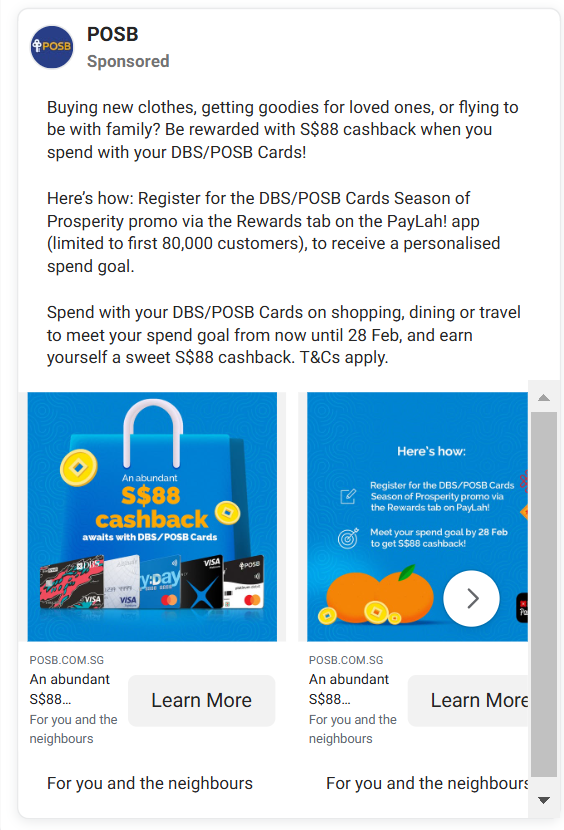 POSB
POSB
Sponsored
Buying new clothes, getting goodies for loved ones, or flying to
be with family? Be rewarded with S$88 cashback when you
spend with your DBS/POSB Cards!
Here’s how: Register for the DBS/POSB Cards Season of
Prosperity promo via the Rewards tab on the PayLah! app
(limited to first 80,000 customers), to receive a personalised
spend goal.
Spend with your DBS/POSB Cards on shopping, dining or travel
to meet your spend goal from now until 28 Feb, and earn
yourself a sweet S$88 cashback. T&Cs apply.
An abundant
S$88
cashback
awaits with DBS/POSB Cards
DBS
VISA
VISA
y:DAY
VISA
POSB
Here's how:
Register for the DBS/POSB Cards
Season of Prosperity promo via
the Rewards tab on PayLah!
Meet your spend goal by 28 Feb
to get S$88 cashback!
POSB.COM.SG
An abundant
S$88...
For you and the
neighbours
Learn More
For you and the neighbours
POSB.COM.SG
An abundant
S$88...
For you and the
neighbours
Learn More
For you and the neighbours